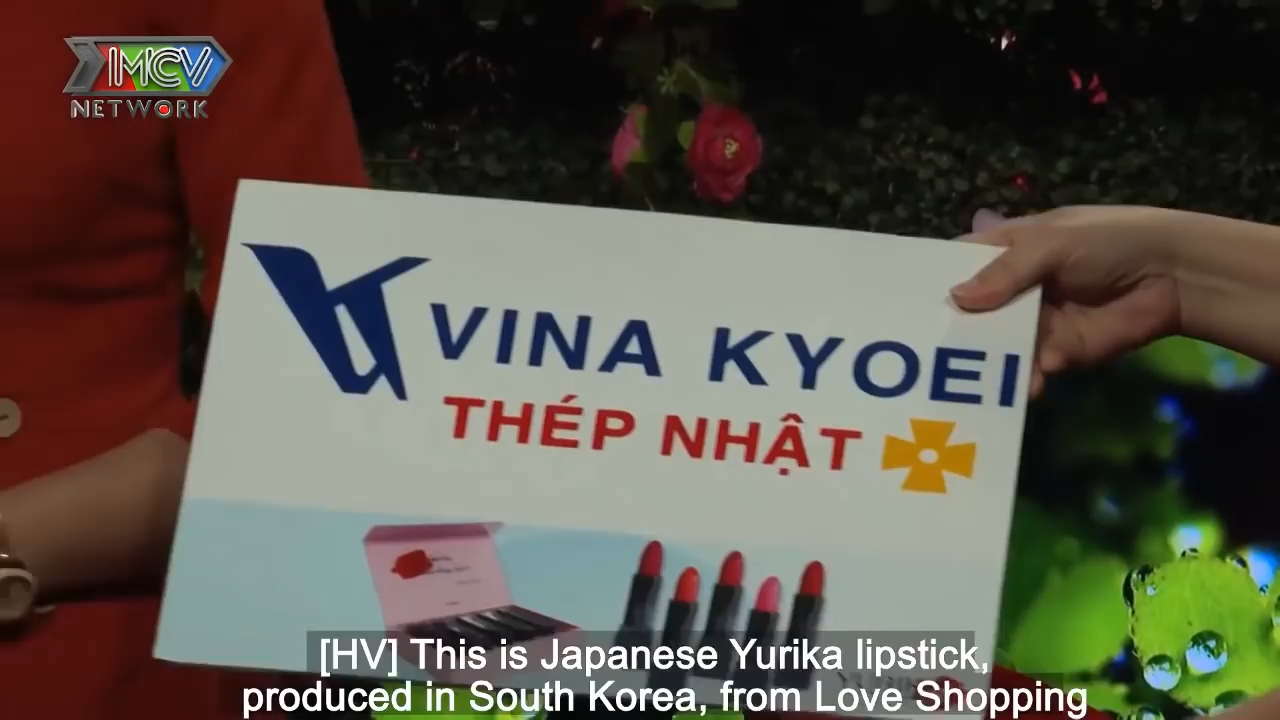 MCV
NETWORK
VINA KYOEI
THÉP NHẬT
[HV] This is Japanese Yurika lipstick,
produced in South Korea, from Love Shopping